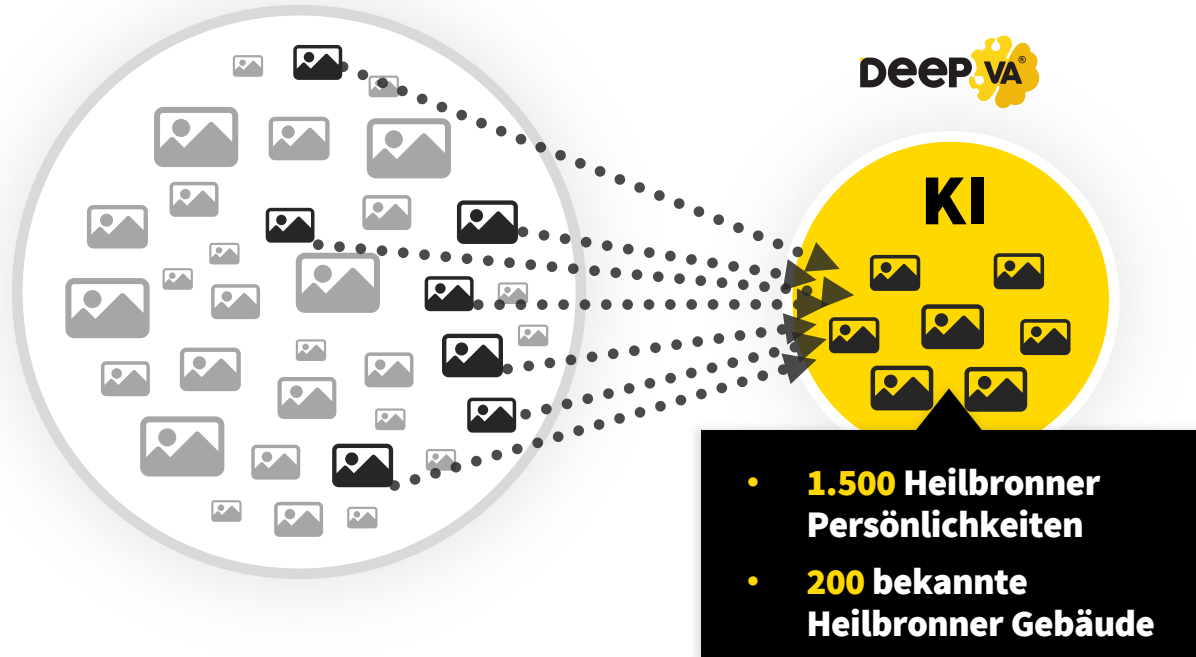 DeeP VA®
KI
• 1.500 Heilbronner
Persönlichkeiten
• 200 bekannte
Heilbronner Gebäude